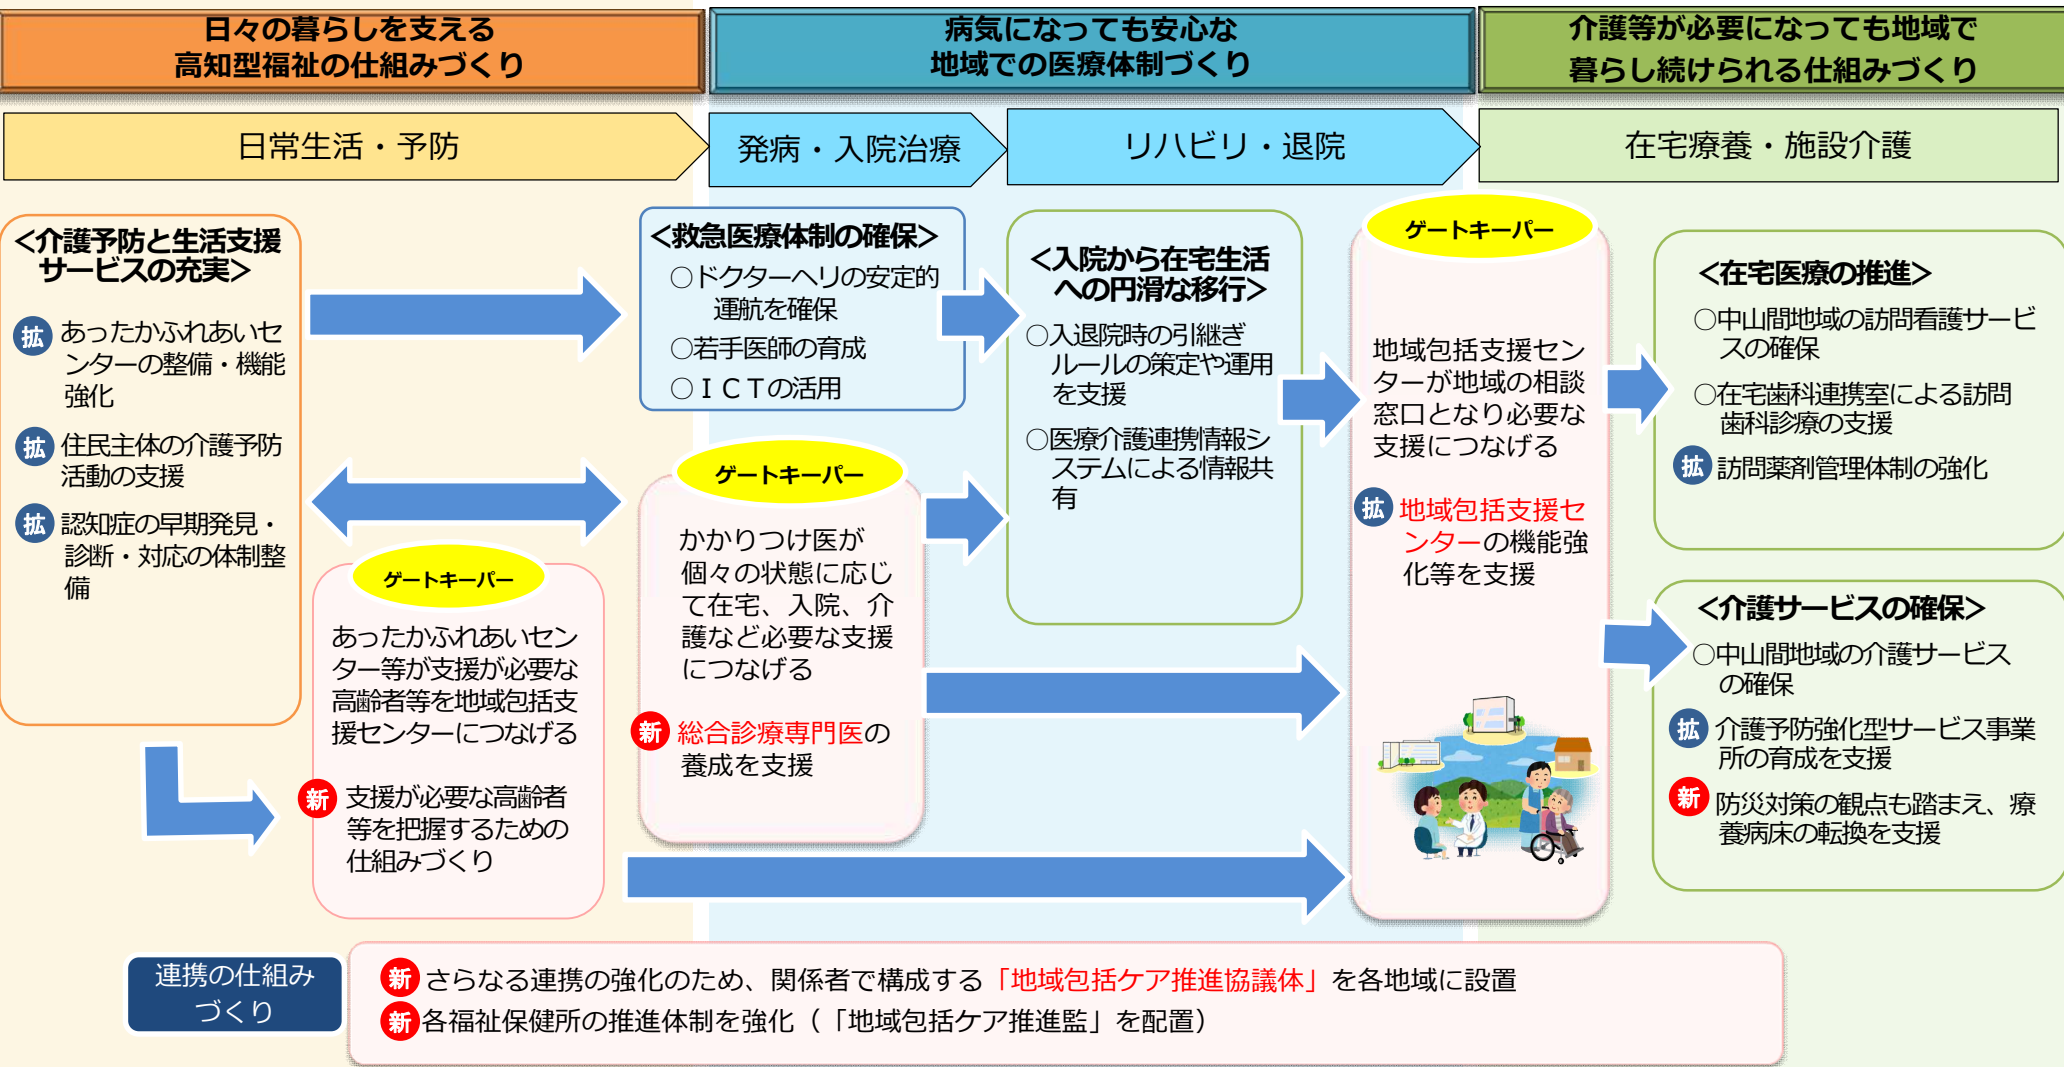 日々の暮らしを支える
高知型福祉の仕組みづくり
病気になっても安心な
地域での医療体制づくり
介護等が必要になっても地域で
暮らし続けられる仕組みづくり
日常生活・予防
発病・入院治療
リハビリ・退院
在宅療養・施設介護
<介護予防と生活支援
サービスの充実>
拡 あったかふれあいセ
ンターの整備・機能
強化
拡 住民主体の介護予防
活動の支援
拡 認知症の早期発見・
診断・対応の体制整
備
ゲートキーパー
あったかふれあいセン
ター等が支援が必要な
高齢者等を地域包括支
援センターにつなげる
新 支援が必要な高齢者
等を把握するための
仕組みづくり
<救急医療体制の確保>
○ドクターヘリの安定的
運航を確保
○若手医師の育成
○ＩＣＴの活用
ゲートキーパー
かかりつけ医が
個々の状態に応じ
て在宅、入院、介
護など必要な支援
につなげる
新 総合診療専門医の
養成を支援
<入院から在宅生活
への円滑な移行>
○入退院時の引継ぎ
ルールの策定や運用
を支援
○医療介護連携情報シ
ステムによる情報共
有
ゲートキーパー
地域包括支援セン
ターが地域の相談
窓口となり必要な
支援につなげる
拡 地域包括支援セ
ンターの機能強
化等を支援
<在宅医療の推進>
○中山間地域の訪問看護サービ
スの確保
○在宅歯科連携室による訪問
歯科診療の支援
拡 訪問薬剤管理体制の強化
<介護サービスの確保>
○中山間地域の介護サービス
の確保
拡 介護予防強化型サービス事業
所の育成を支援
新 防災対策の観点も踏まえ、療
養病床の転換を支援
連携の仕組み
づくり
新 さらなる連携の強化のため、関係者で構成する「地域包括ケア推進協議体」を各地域に設置
新 各福祉保健所の推進体制を強化（「地域包括ケア推進監」を配置）